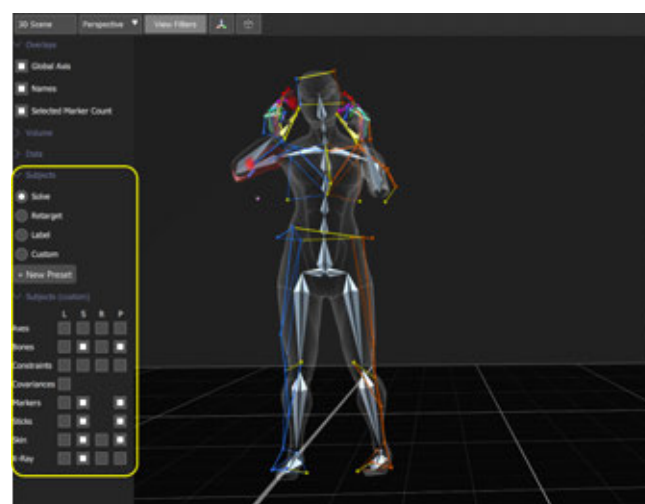 3D Scene Perspective View Filters
Overlays
Global Axis
Names
Selected Marker Count
Volume
Data
Subjects
Solve
Retarget
Label
Custom
+ New Preset
Subjects (custom)
L S R P
Axes
Bones
Constraints
Covariances
Markers
Sticks
Skin
X-Ray